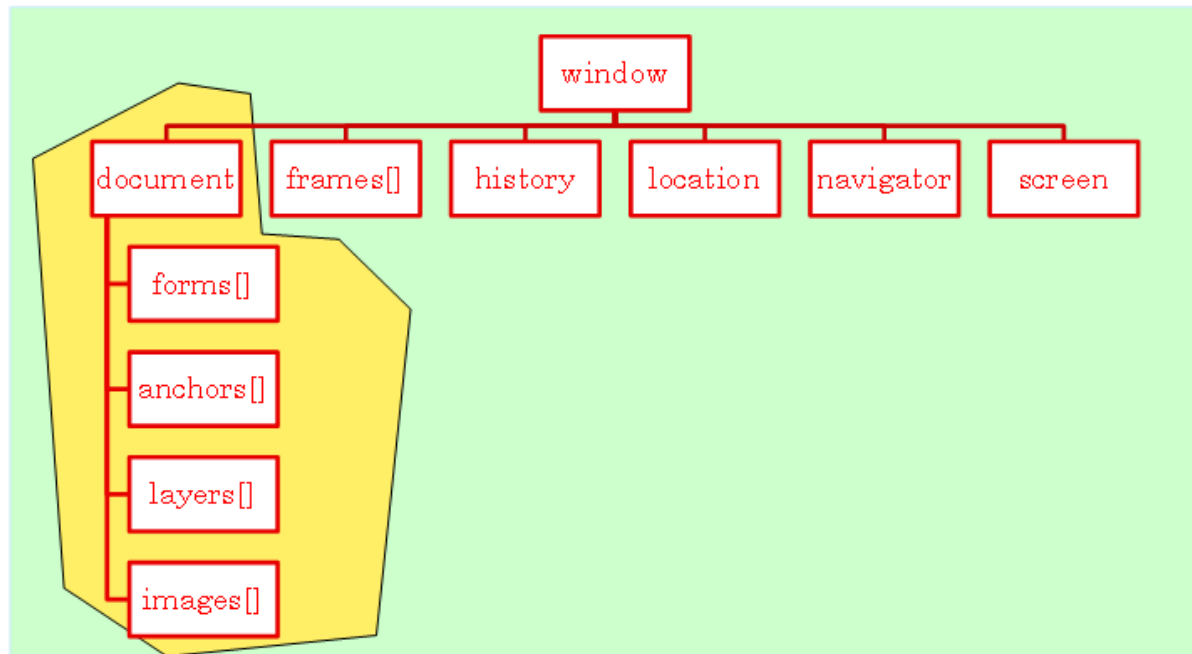 window
document
frames[]
history
location
navigator
screen
forms[]
anchors[]
layers[]
images[]